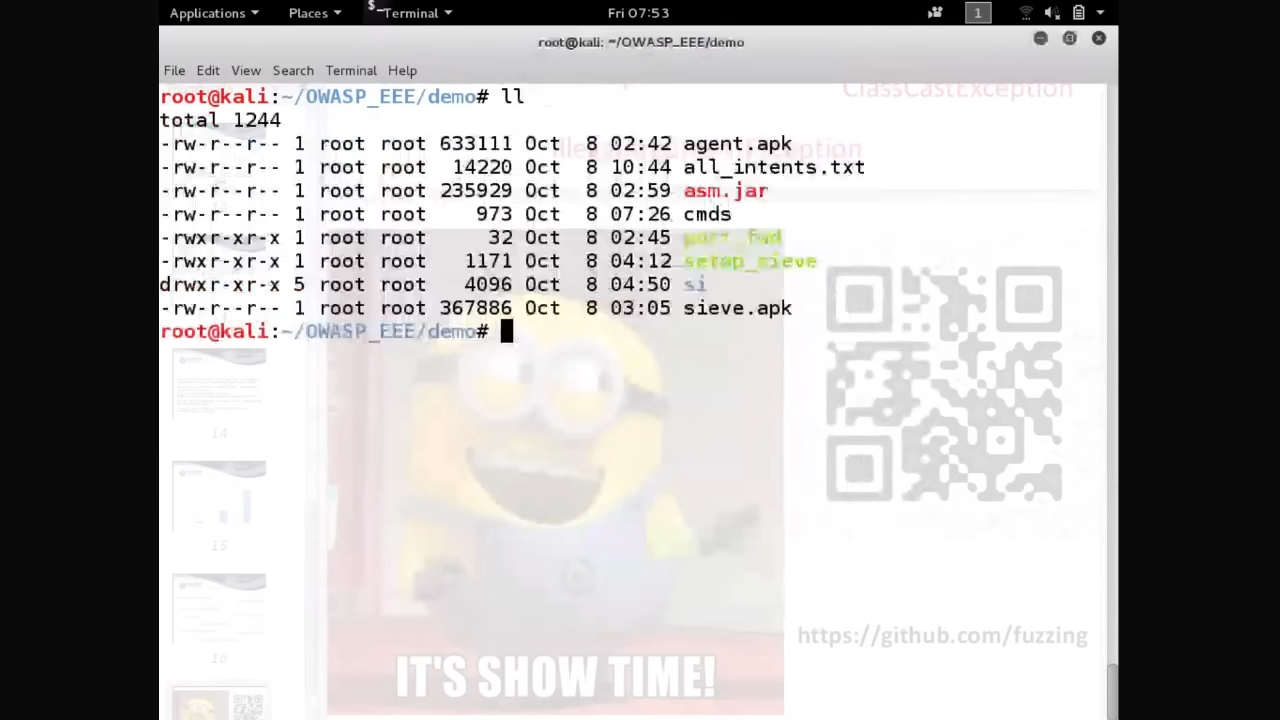 Applications Places Terminal Fri 07:53 1
root@kali: ~/OWASP_EEE/demo
File Edit View Search Terminal Help
ClassCastException
root@kali:~/OWASP_EEE/demo# ll
total 1244
-rw-r--r-- 1 root root 633111 Oct 8 02:42 agent.apk
-rw-r--r-- 1 root root 14220 Oct 8 10:44 all_intents.txt
-rw-r--r-- 1 root root 235929 Oct 8 02:59 asm.jar
-rw-r--r-- 1 root root 973 Oct 8 07:26 cmds
-rwxr-xr-x 1 root root 32 Oct 8 02:45
-rwxr-xr-x 1 root root 1171 Oct 8 04:12 setup_sieve
drwxr-xr-x 5 root root 4096 Oct 8 04:50 si
-rw-r--r-- 1 root root 367886 Oct 8 03:05 sieve.apk
root@kali:~/OWASP_EEE/demo#
14
15
16
https://github.com/fuzzing
IT'S SHOW TIME!